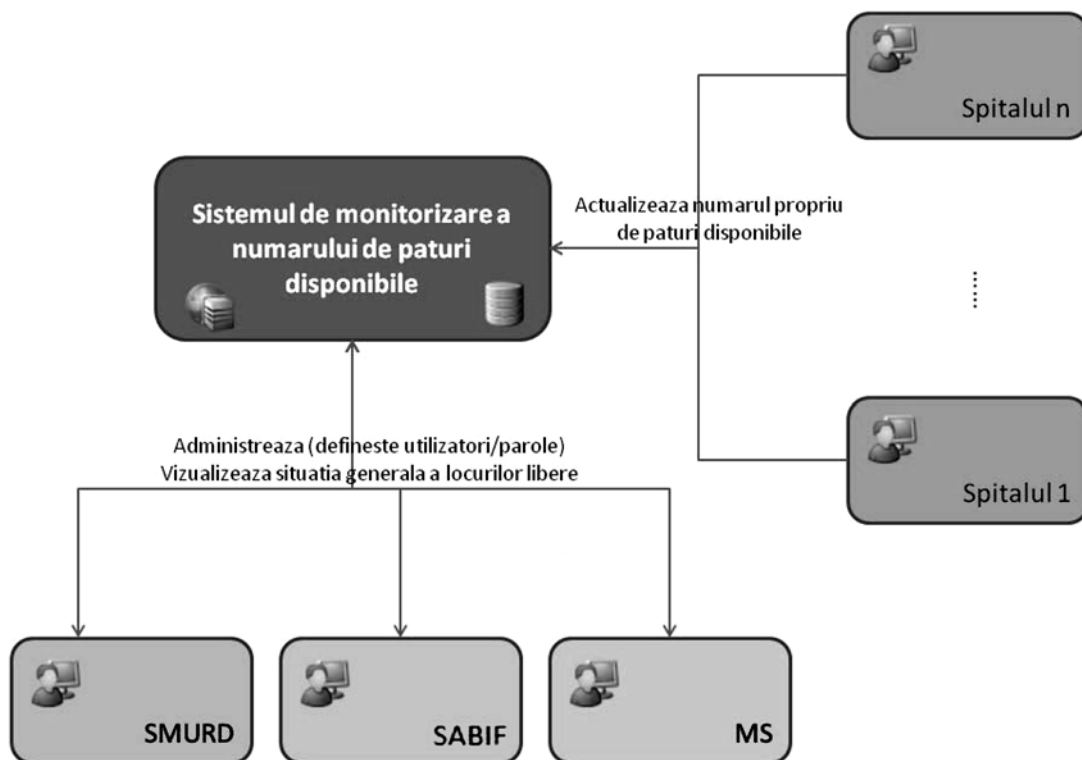 Spitalul n
Sistemul de monitorizare a
numarului de paturi
disponibile
Actualizeaza numarul propriu
de paturi disponibile
Administreaza (defineste utilizatori/parole)
Vizualizeaza situatia generala a locurilor libere
Spitalul 1
SMURD
SABIF
MS